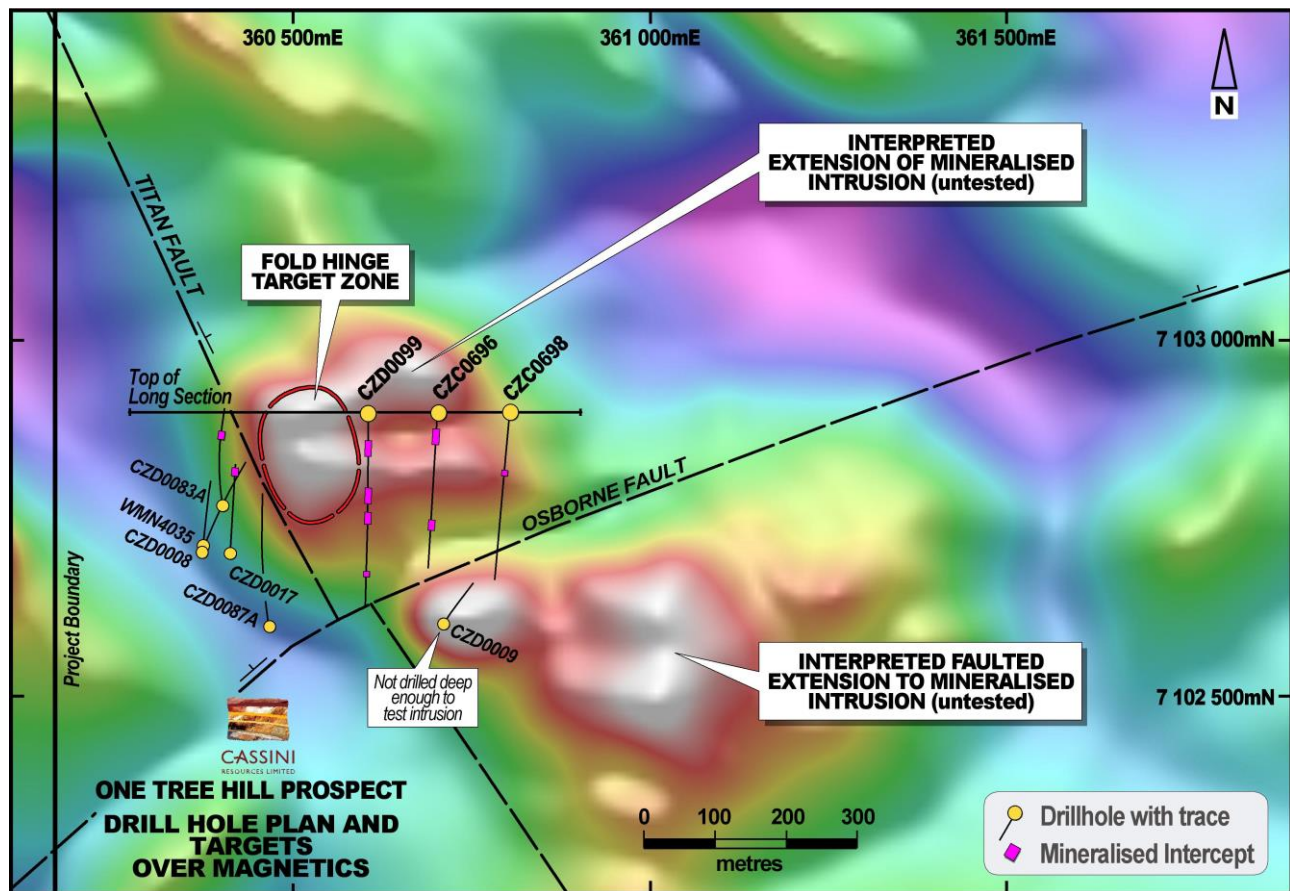 360 500mE
361 000mE
361 500mE
N
INTERPRETED
EXTENSION OF MINERALISED
INTRUSION (untested)
TITAN FAULT
FOLD HINGE
TARGET ZONE
7 103 000mN
CZD0099
CZC0696
CZC0698
Top of
Long Section
OSBORNE FAULT
CZD0083A
WMN4035
CZD0008
CZD0017
CZD0087A
CZD0009
Project Boundary
Not drilled deep
enough to
test intrusion
INTERPRETED FAULTED
EXTENSION TO MINERALISED
INTRUSION (untested)
7 102 500mN
CASSINI
RESOURCES LIMITED
ONE TREE HILL PROSPECT
DRILL HOLE PLAN AND
TARGETS
OVER MAGNETICS
0 100 200 300
metres
Drillhole with trace
Mineralised Intercept